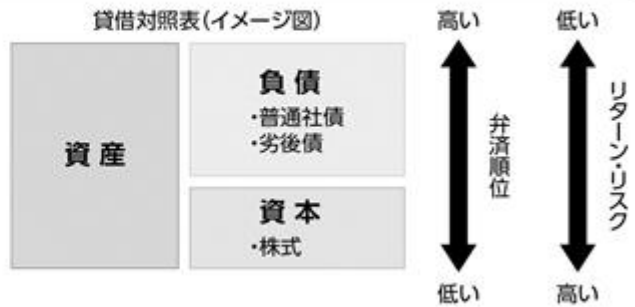 貸借対照表(イメージ図)
資産
負債
・普通社債
・劣後債
資本
・株式
高い
弁済順位
低い
低い
リターン・リスク
高い